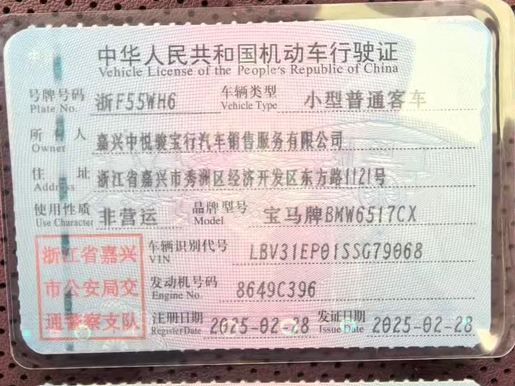 中华人民共和国机动车行驶证
Vehicle License of the People's Republic of China
号牌号码 浙F55WH6 车辆类型 小型普通客车
Plate No. Vehicle Type
所有人 嘉兴中悦骏宝行汽车销售服务有限公司
Owner
住址 浙江省嘉兴市秀洲区经济开发区东方路1121号
Address
使用性质 非营运 品牌型号 宝马牌BMW6517CX
Use Character Model
浙江省嘉兴
市公安局交
通警察支队
车辆识别代号 LBV31EP01SSG79068
VIN
发动机号码 8649C396
Engine No.
注册日期 2025-02-28 发证日期 2025-02-28
Register Date Issue Date